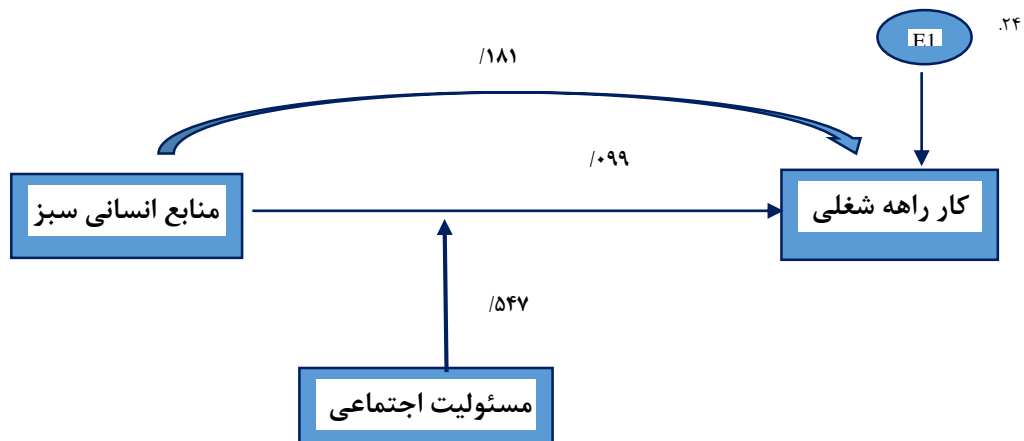 .۲۴
E1
/۱۸۱
/۰۹۹
کار راهه شغلی
منابع انسانی سبز
/۵۴۷
مسئولیت اجتماعی